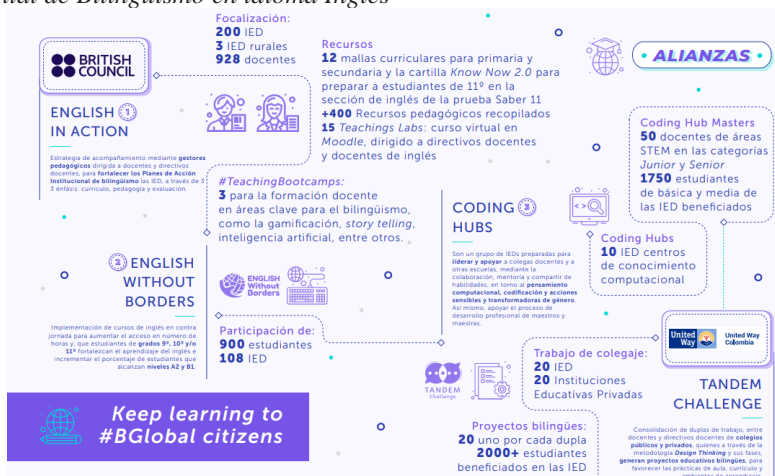 ual de Bilingüismo en idioma inglés
BRITISH
COUNCIL
ENGLISH 1
IN ACTION
Estrategia de acompañamiento mediante gestores
pedagógicos dirigida a docentes y directivos
docentes, para fortalecer los Planes de Acción
Institucional de bilingüismo las IED, a través de 3
3 énfasis: currículo, pedagogía y evaluación.
Focalización:
200 IED
3 IED rurales
928 docentes
Recursos
12 mallas curriculares para primaria y
secundaria y la cartilla Know Now 2.0 para
preparar a estudiantes de 11º en la
sección de inglés de la prueba Saber 11
+400 Recursos pedagógicos recopilados
15 Teachings Labs: curso virtual en
Moodle, dirigido a directivos docentes
y docentes de inglés
#TeachingBootcamps:
3 para la formación docente
en áreas clave para el bilingüismo,
como la gamificación, story telling,
inteligencia artificial, entre otros.
2 ENGLISH
WITHOUT
BORDERS
Implementación de cursos de inglés en contra
jornada para aumentar el acceso en número de
horas y, que estudiantes de grados 9º, 10º y/o
11º fortalezcan el aprendizaje del inglés e
incrementar el porcentaje de estudiantes que
alcanzan niveles A2 y B1.
ENGLISH
Without
Borders
Participación de:
900 estudiantes
108 IED
Keep learning to
#BGlobal citizens
ALIANZAS
CODING 3
HUBS
Son un grupo de IEDs preparadas para
liderar y apoyar a colegas docentes y a
otras escuelas, mediante la
colaboración, mentoría y compartir de
habilidades, en torno al pensamiento
computacional, codificación y acciones
sensibles y transformadoras de género.
Así mismo, apoyar el proceso de
desarrollo profesional de maestros y
maestras.
Coding Hub Masters
50 docentes de áreas
STEM en las categorías
Junior y Senior
1750 estudiantes
de básica y media de
las IED beneficiados
Coding Hubs
10 IED centros
de conocimiento
computacional
United
Way
United Way
Colombia
TANDEM
CHALLENGE
Consolidación de duplas de trabajo, entre
docentes y directivos docentes de colegios
públicos y privados, quienes a través de la
metodología Design Thinking y sus fases,
generan proyectos educativos bilingües, para
favorecer las prácticas de aula, currículo y
ambientes de aprendizaje
TANDEM
Challenge
Trabajo de colegaje:
20 IED
20 Instituciones
Educativas Privadas
Proyectos bilingües:
20 uno por cada dupla
2000+ estudiantes
beneficiados en las IED